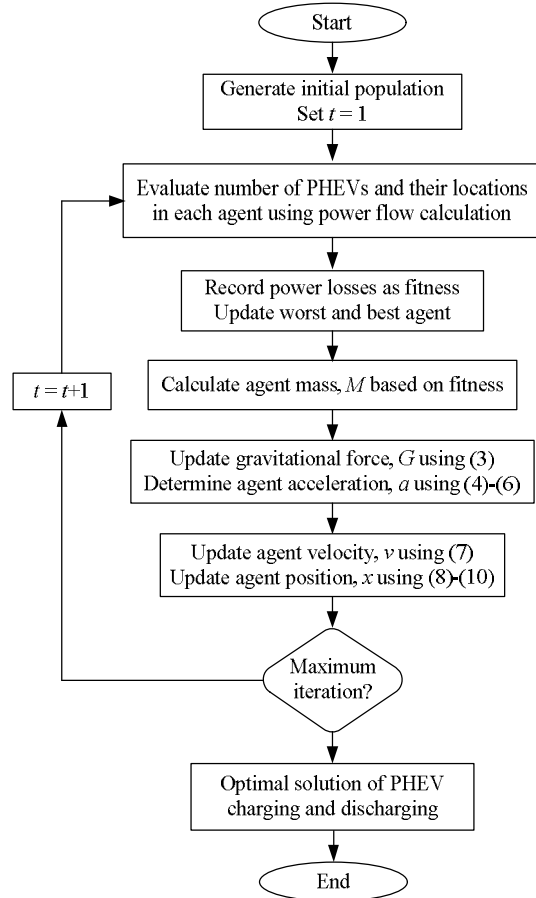 Start
Generate initial population
Set t = 1
Evaluate number of PHEVs and their locations
in each agent using power flow calculation
Record power losses as fitness
Update worst and best agent
t = t+1
Calculate agent mass, M based on fitness
Update gravitational force, G using (3)
Determine agent acceleration, a using (4)-(6)
Update agent velocity, v using (7)
Update agent position, x using (8)-(10)
Maximum
iteration?
Optimal solution of PHEV
charging and discharging
End